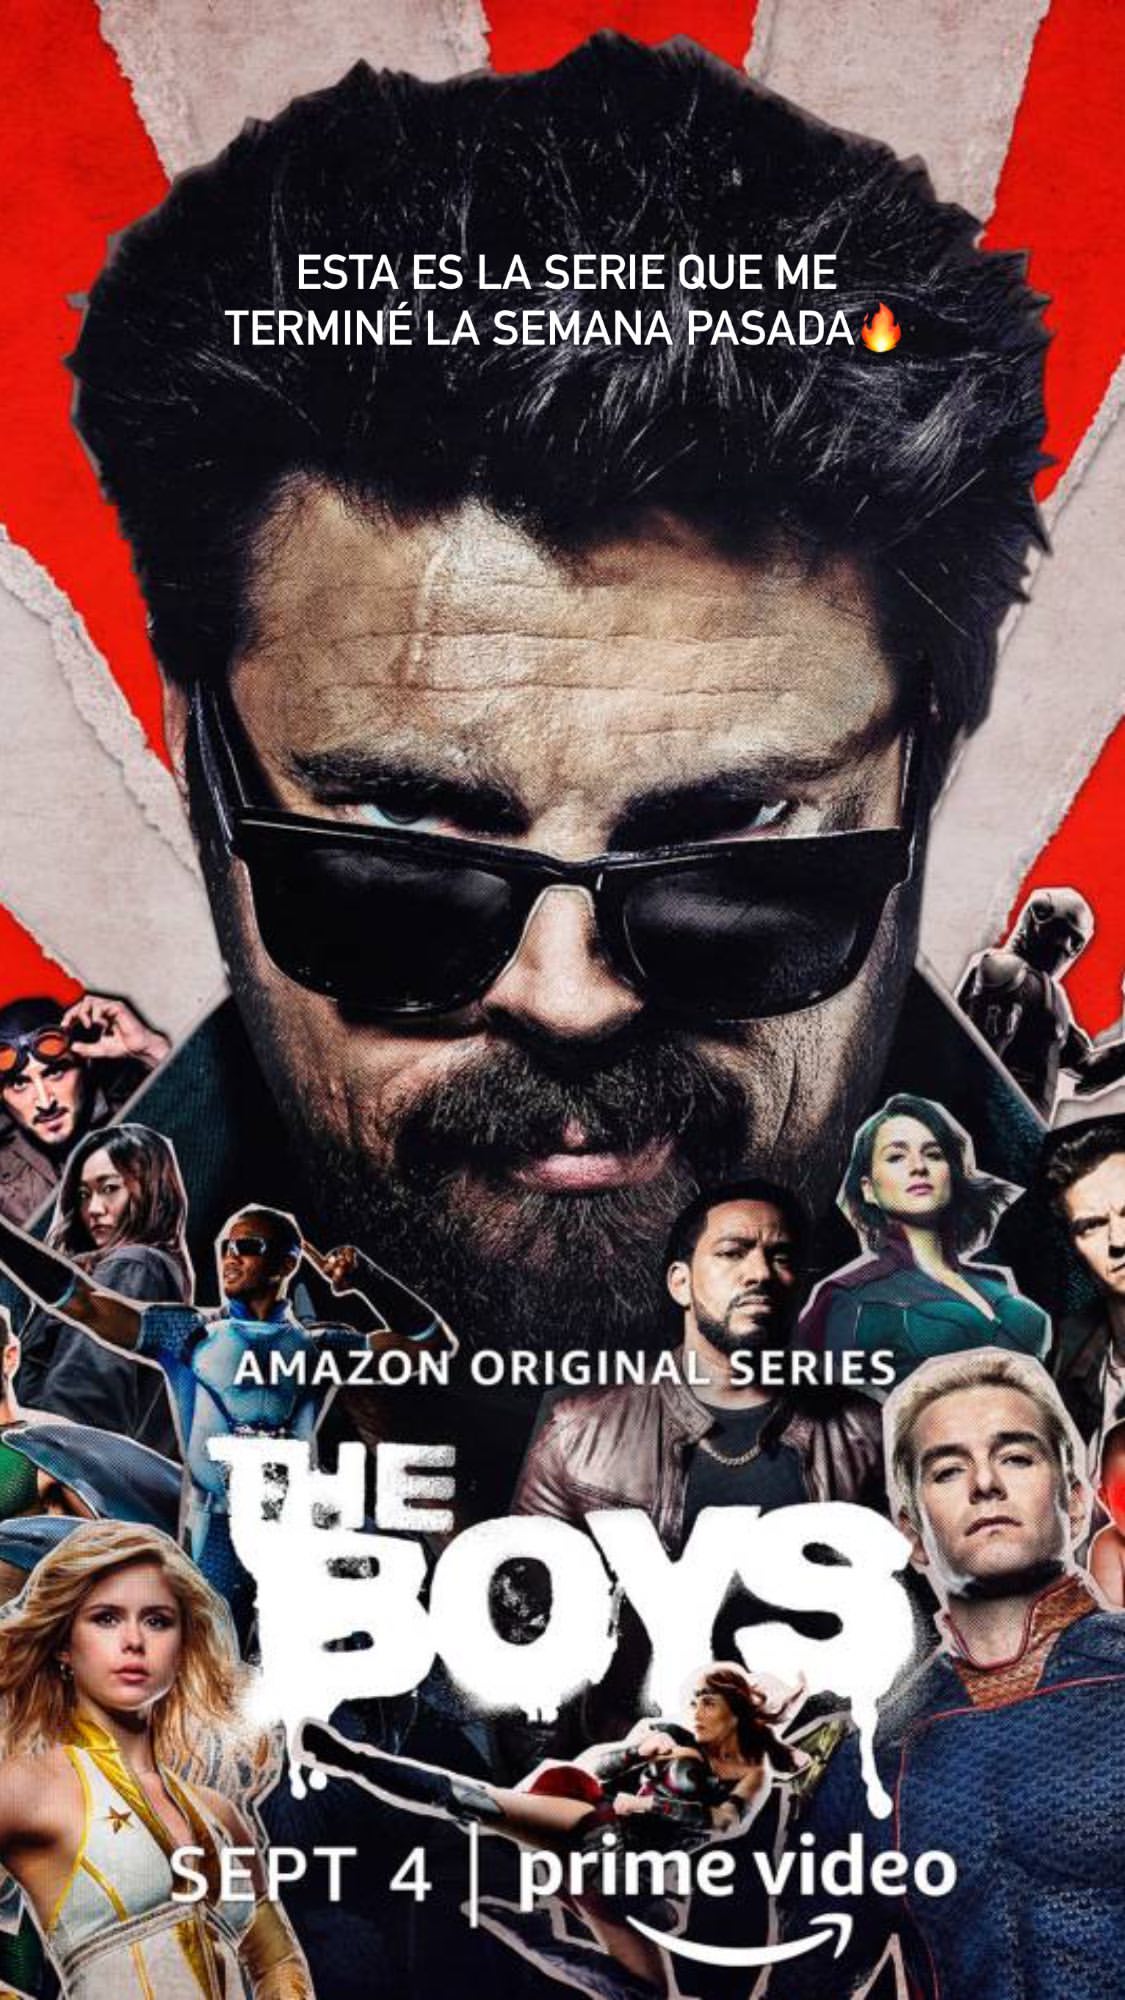 ESTA ES LA SERIE QUE ME
TERMINÉ LA SEMANA PASADA🔥
AMAZON ORIGINAL SERIES
THE
BOYS
SEPT 4 | prime video